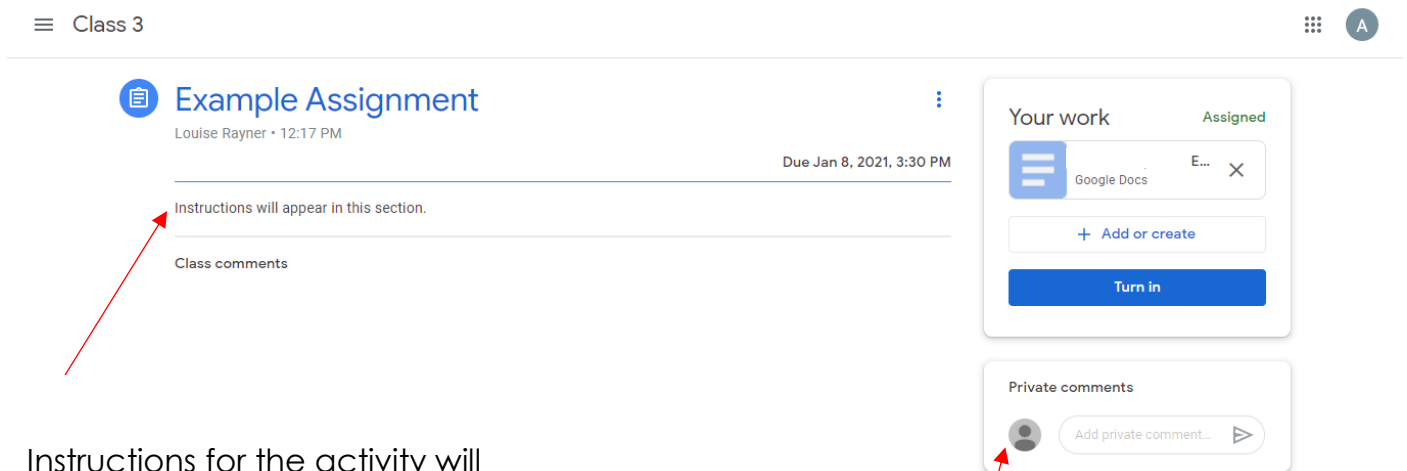 Class 3
A
Example Assignment
Louise Rayner • 12:17 PM
Due Jan 8, 2021, 3:30 PM
Instructions will appear in this section.
Class comments
Your work
Assigned
E...
Google Docs
+ Add or create
Turn in
Private comments
Add private comment...
Instructions for the activity will